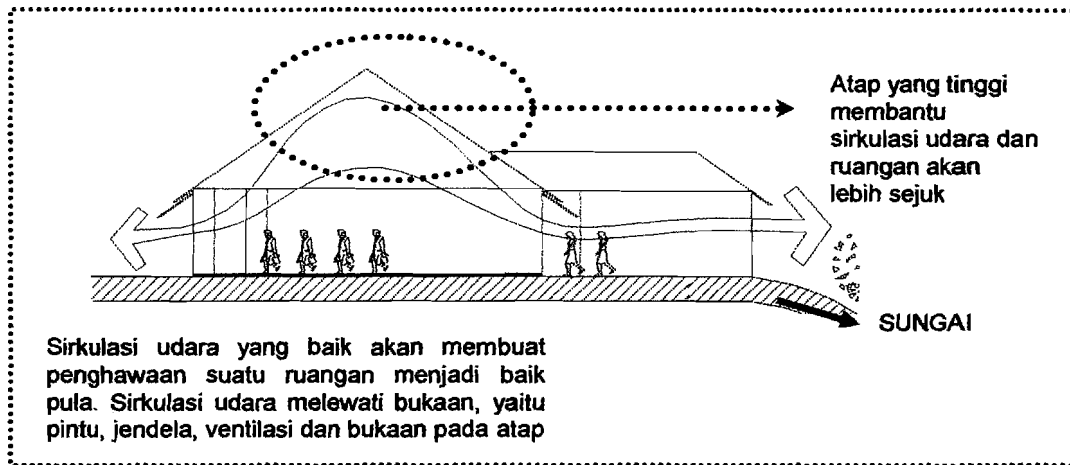 Atap yang tinggi
membantu
sirkulasi udara dan
ruangan akan
lebih sejuk
SUNGAI
Sirkulasi udara yang baik akan membuat
penghawaan suatu ruangan menjadi baik
pula. Sirkulasi udara melewati bukaan, yaitu
pintu, jendela, ventilasi dan bukaan pada atap